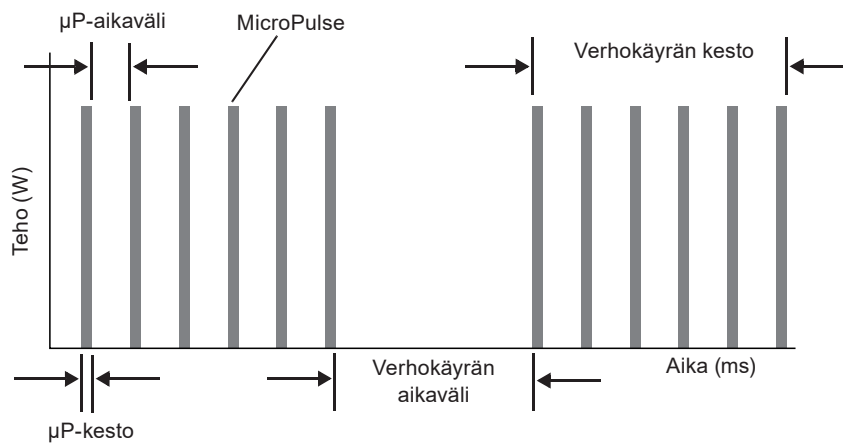 µP-aikaväli
MicroPulse
Verhokäyrän kesto
Teho (W)
Verhokäyrän
aikaväli
Aika (ms)
µP-kesto